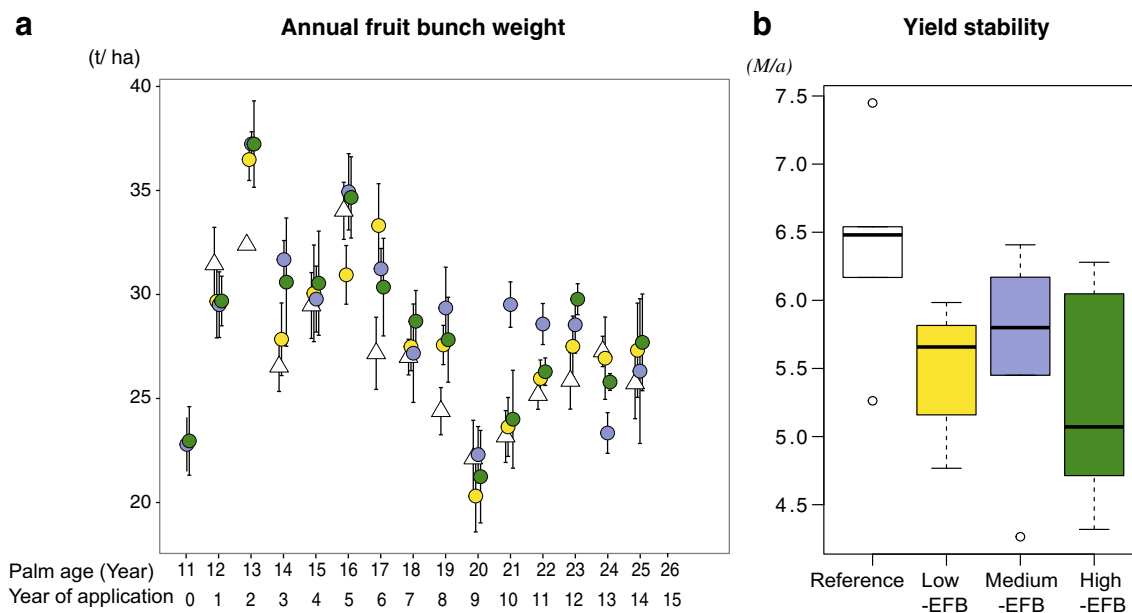 a
Annual fruit bunch weight
(t/ ha)
40
35
30
25
20
Palm age (Year) 11 12 13 14 15 16 17 18 19 20 21 22 23 24 25 26
Year of application 0 1 2 3 4 5 6 7 8 9 10 11 12 13 14 15
b
Yield stability
(M/a)
7.5
7.0
6.5
6.0
5.5
5.0
4.5
Reference Low Medium High
-EFB -EFB -EFB